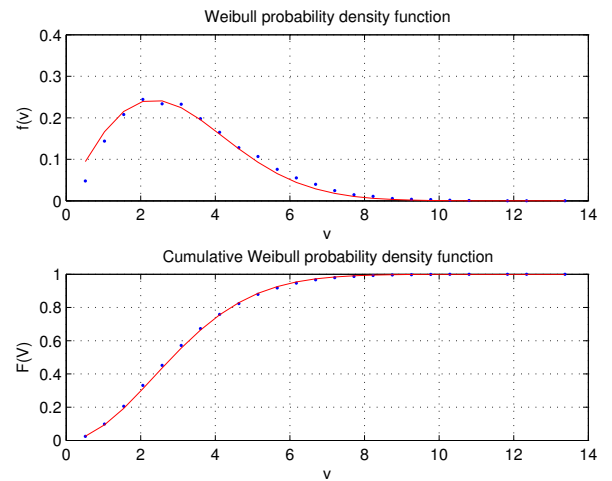 Weibull probability density function
0.4
0.3
0.2
0.1
0
f(v)
0 2 4 6 8 10 12 14
v
Cumulative Weibull probability density function
1
0.8
0.6
0.4
0.2
0
F(V)
0 2 4 6 8 10 12 14
v